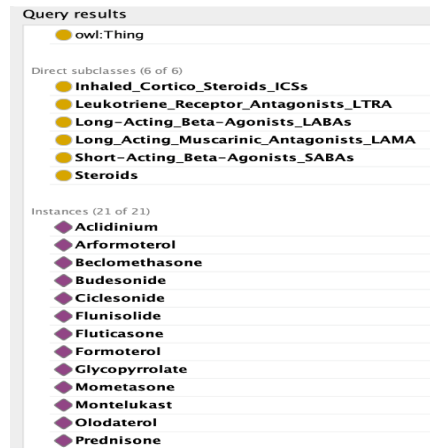 Query results
owl:Thing
Direct subclasses (6 of 6)
Inhaled_Cortico_Steroids_ICSs
Leukotriene_Receptor_Antagonists_LTRA
Long-Acting_Beta-Agonists_LABAs
Long_Acting_Muscarinic_Antagonists_LAMA
Short-Acting_Beta-Agonists_SABAs
Steroids
Instances (21 of 21)
Aclidinium
Arformoterol
Beclomethasone
Budesonide
Ciclesonide
Flunisolide
Fluticasone
Formoterol
Glycopyrrolate
Mometasone
Montelukast
Olodaterol
Prednisone